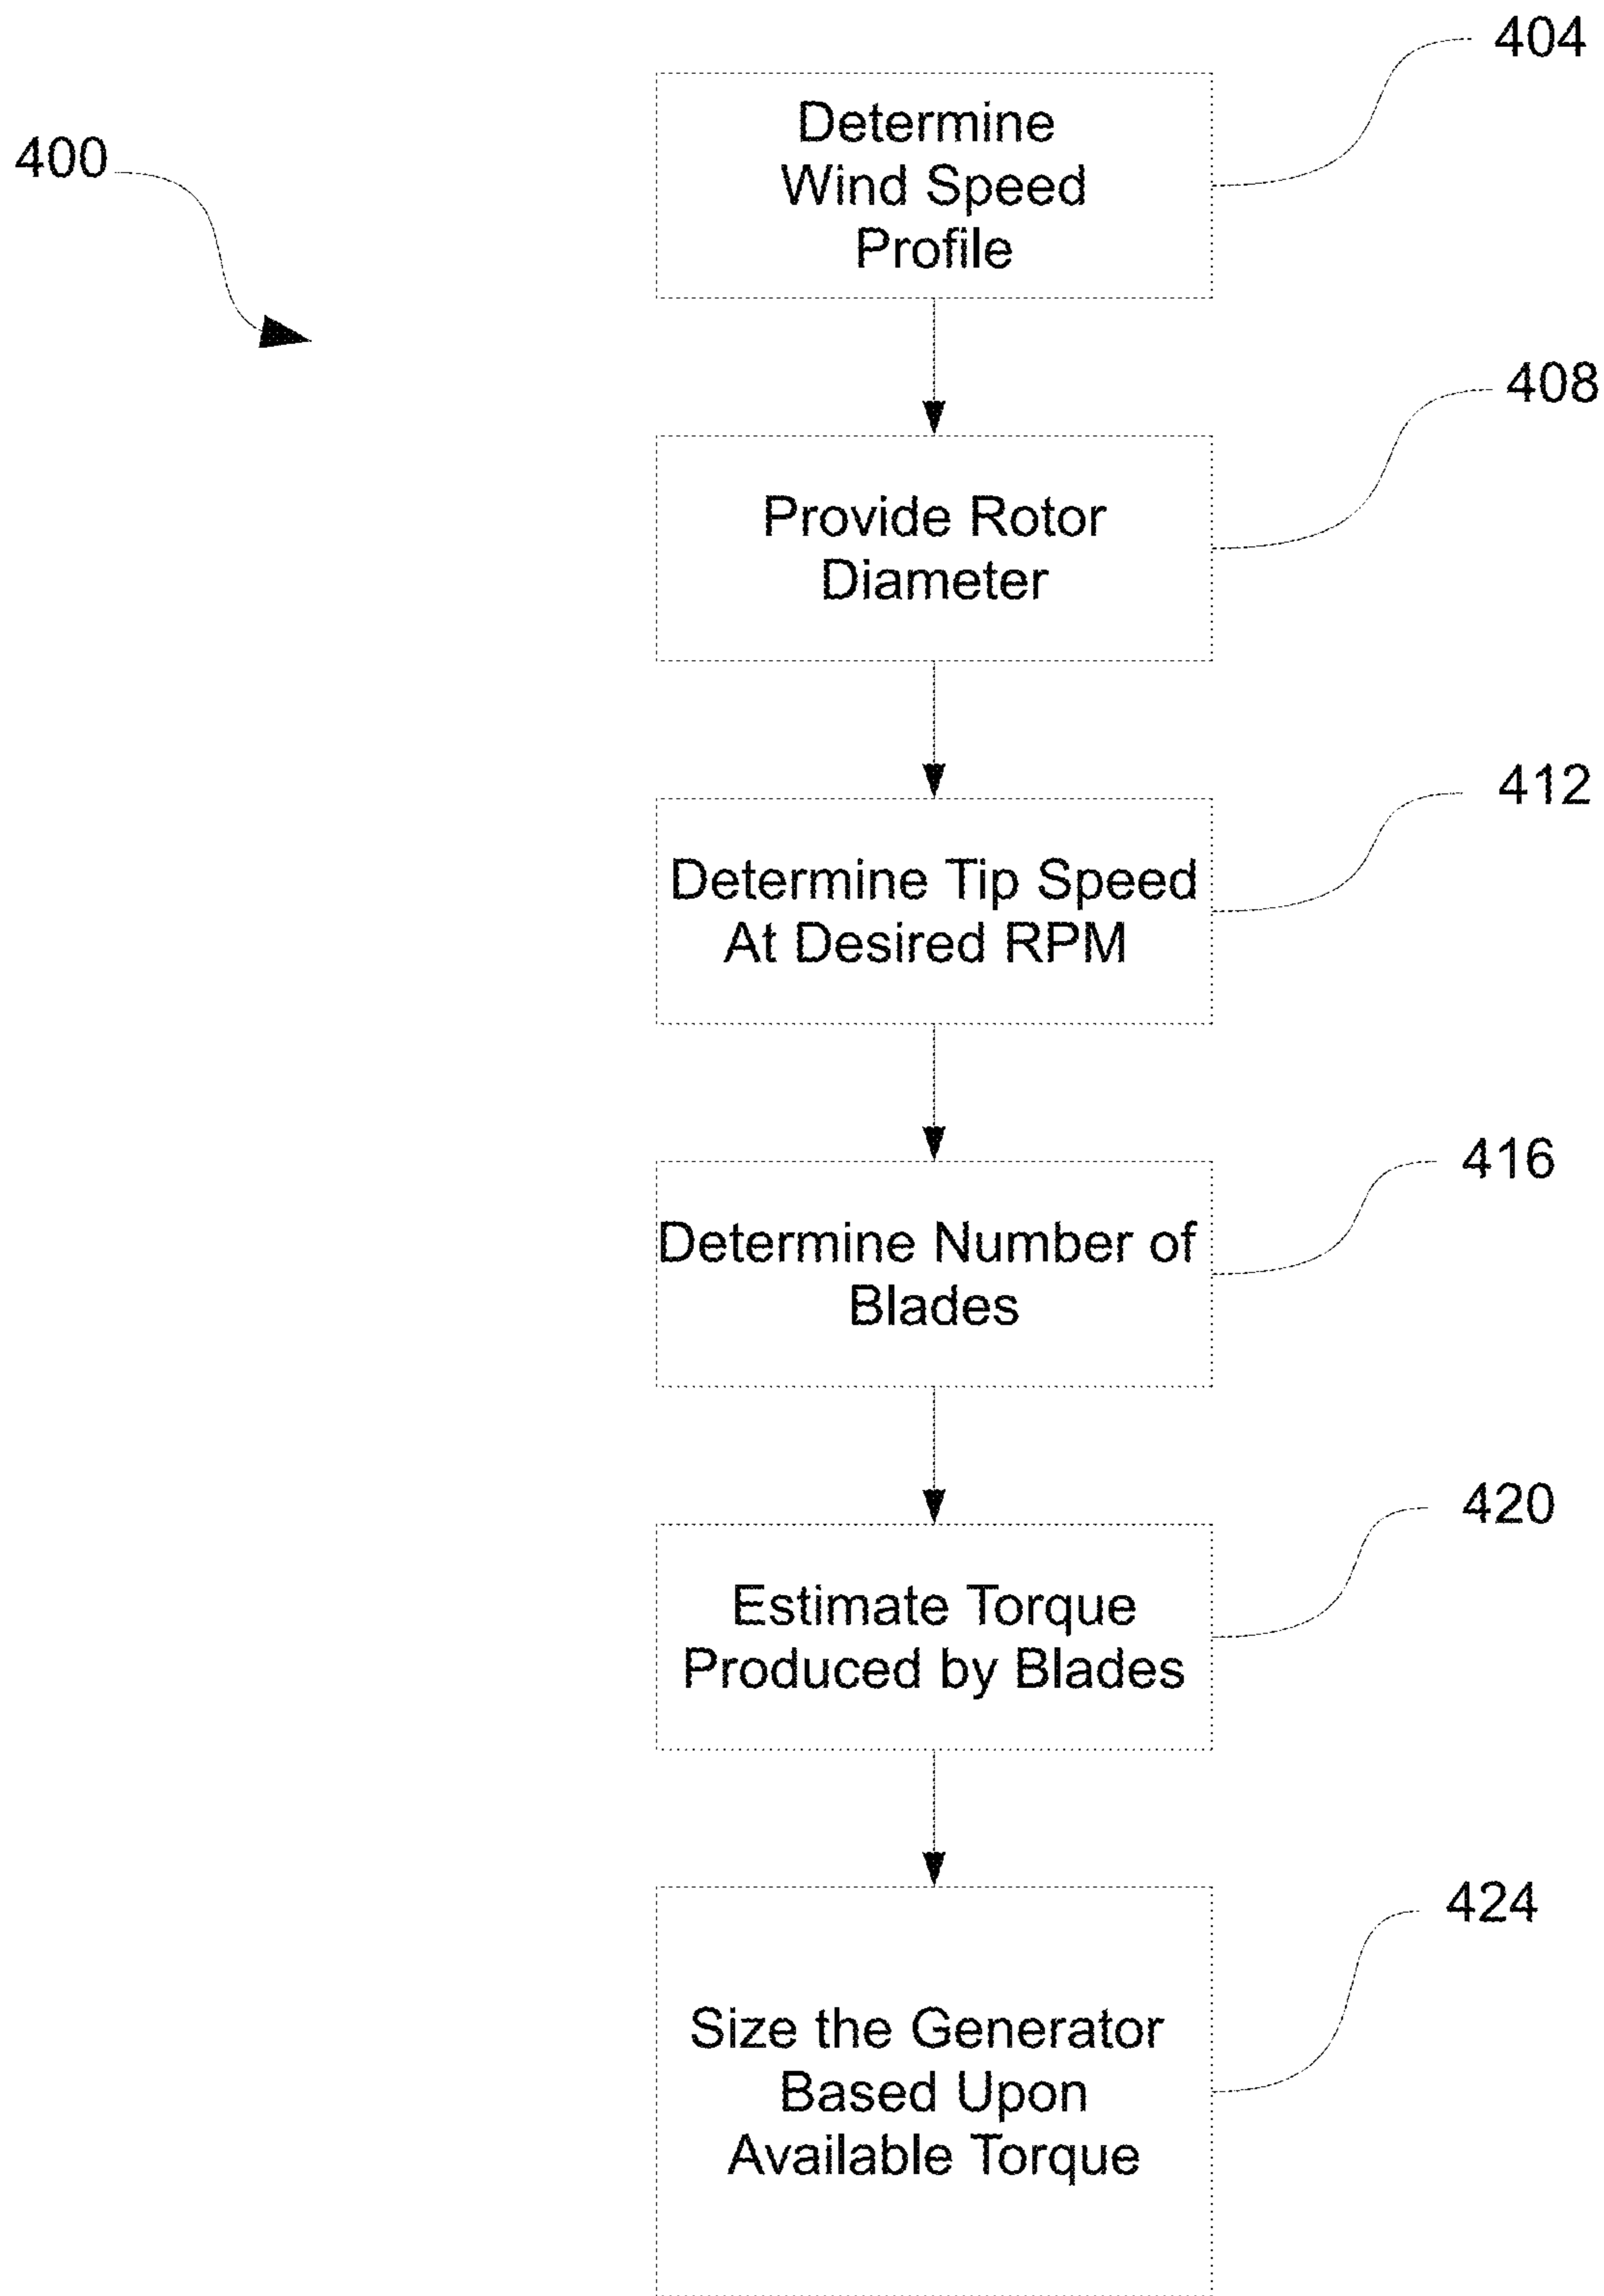 404
Determine
Wind Speed
Profile
400
408
Provide Rotor
Diameter
412
Determine Tip Speed
At Desired RPM
416
Determine Number of
Blades
420
Estimate Torque
Produced by Blades
424
Size the Generator
Based Upon
Available Torque